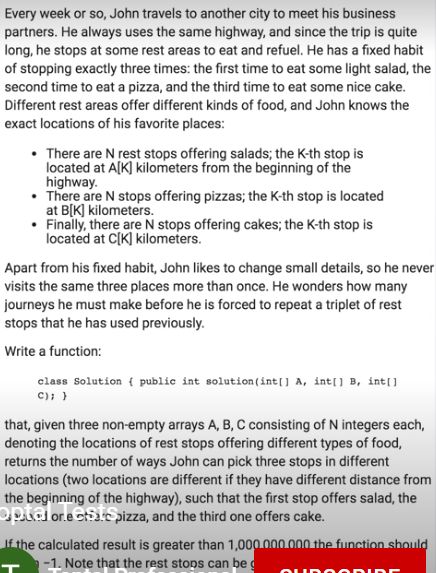 Every week or so, John travels to another city to meet his business
partners. He always uses the same highway, and since the trip is quite
long, he stops at some rest areas to eat and refuel. He has a fixed habit
of stopping exactly three times: the first time to eat some light salad, the
second time to eat a pizza, and the third time to eat some nice cake.
Different rest areas offer different kinds of food, and John knows the
exact locations of his favorite places:
• There are N rest stops offering salads; the K-th stop is
located at A[K] kilometers from the beginning of the
highway.
• There are N stops offering pizzas; the K-th stop is located
at B[K] kilometers.
• Finally, there are N stops offering cakes; the K-th stop is
located at C[K] kilometers.
Apart from his fixed habit, John likes to change small details, so he never
visits the same three places more than once. He wonders how many
journeys he must make before he is forced to repeat a triplet of rest
stops that he has used previously.
Write a function:
class Solution { public int solution(int[] A, int[] B, int[]
C); }
that, given three non-empty arrays A, B, C consisting of N integers each,
denoting the locations of rest stops offering different types of food,
returns the number of ways John can pick three stops in different
locations (two locations are different if they have different distance from
the beginning of the highway), such that the first stop offers salad, the
pizza, and the third one offers cake.
optal Tests
If the calculated result is greater than 1,000,000,000 the function should
−1. Note that the rest stops can be g
T
Toptal Professional
SUBSCRIBE